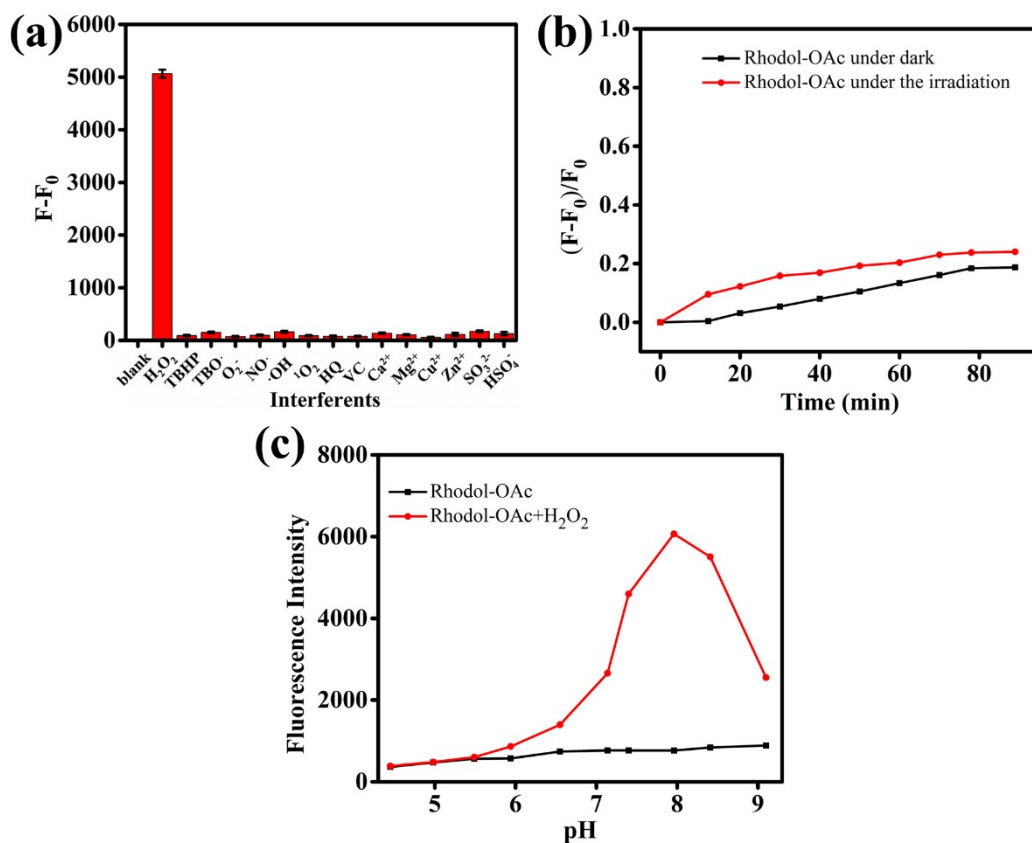 (a)
6000
5000
4000
3000
2000
1000
0
F-F₀
blank H₂O₂ TBHP TBO· O₂⁻ NO· ·OH ¹O₂ HQ VC Ca²⁺ Mg²⁺ Cu²⁺ Zn²⁺ SO₃²⁻ HSO₄⁻
Interferents
(b)
1.0
0.8
0.6
0.4
0.2
0.0
(F-F₀)/F₀
Rhodol-OAc under dark
Rhodol-OAc under the irradiation
0 20 40 60 80
Time (min)
(c)
8000
6000
4000
2000
0
Fluorescence Intensity
Rhodol-OAc
Rhodol-OAc+H₂O₂
5 6 7 8 9
pH